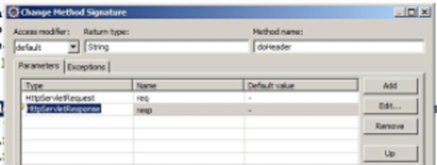 Change Method Signature
Access modifier: Return type: Method name:
default String doHeader
Parameters Exceptions
Type Name Default value Add
HttpServletRequest req -
HttpServletResponse resp - Edit...
Remove
Up